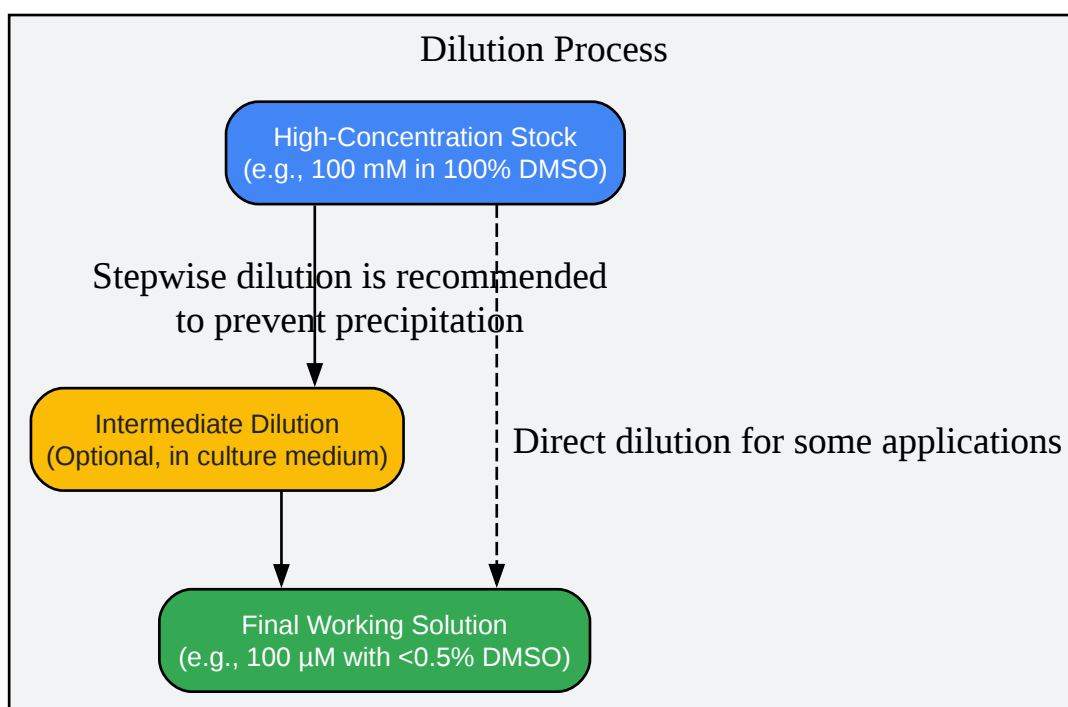 Dilution Process
High-Concentration Stock
(e.g., 100 mM in 100% DMSO)
Stepwise dilution is recommended
to prevent precipitation
Intermediate Dilution
(Optional, in culture medium)
Direct dilution for some applications
Final Working Solution
(e.g., 100 µM with <0.5% DMSO)